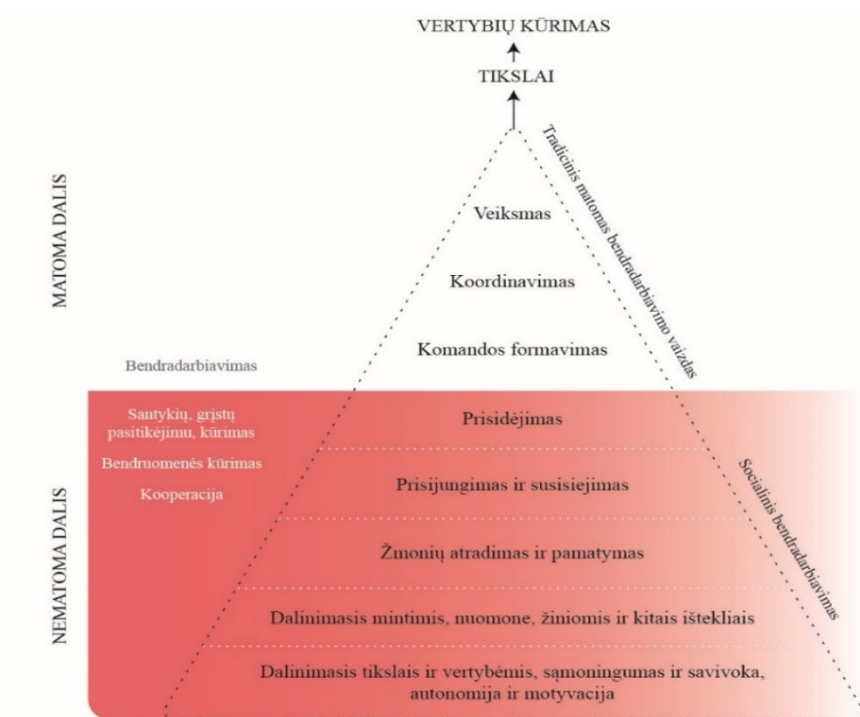 VERTYBIŲ KŪRIMAS
TIKSLAI
MATOMA DALIS
Tradicinis matomas bendradarbiavimo vaizdas
Veiksmas
Koordinavimas
Komandos formavimas
Bendradarbiavimas
Santykių, grįstų
pasitikėjimu, kūrimas
Bendruomenės kūrimas
Kooperacija
NEMATOMA DALIS
Prisidėjimas
Prisijungimas ir susisiejimas
Socialinis bendradarbiavimas
Žmonių atradimas ir pamatymas
Dalinimasis mintimis, nuomone, žiniomis ir kitais ištekliais
Dalinimasis tikslais ir vertybėmis, sąmoningumas ir savivoka,
autonomija ir motyvacija